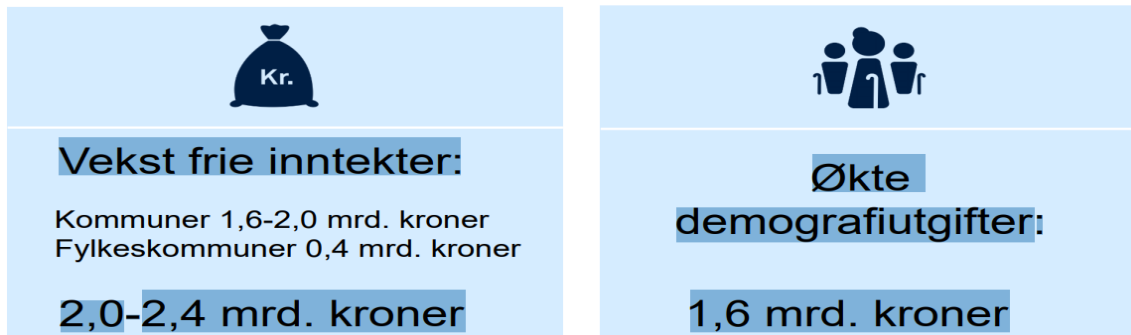 Kr.
Vekst frie inntekter:
Kommuner 1,6-2,0 mrd. kroner
Fylkeskommuner 0,4 mrd. kroner
2,0-2,4 mrd. kroner
Økte
demografiutgifter:
1,6 mrd. kroner